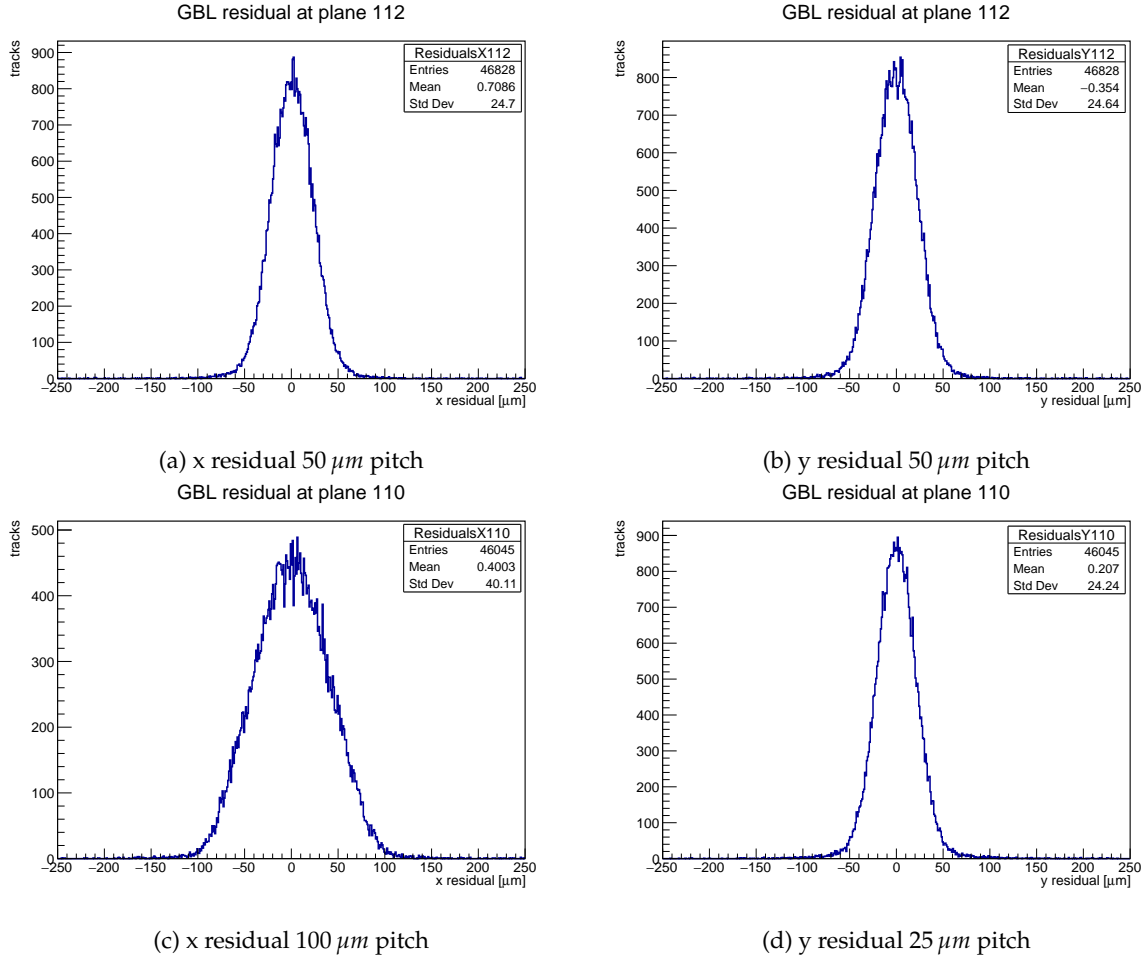 GBL residual at plane 112
tracks
900
800
700
600
500
400
300
200
100
0
−250 −200 −150 −100 −50 0 50 100 150 200 250
x residual [μm]
ResidualsX112
Entries 46828
Mean 0.7086
Std Dev 24.7
(a) x residual 50 μm pitch
GBL residual at plane 112
tracks
800
700
600
500
400
300
200
100
0
−250 −200 −150 −100 −50 0 50 100 150 200 250
y residual [μm]
ResidualsY112
Entries 46828
Mean −0.354
Std Dev 24.64
(b) y residual 50 μm pitch
GBL residual at plane 110
tracks
500
400
300
200
100
0
−250 −200 −150 −100 −50 0 50 100 150 200 250
x residual [μm]
ResidualsX110
Entries 46045
Mean 0.4003
Std Dev 40.11
(c) x residual 100 μm pitch
GBL residual at plane 110
tracks
900
800
700
600
500
400
300
200
100
0
−250 −200 −150 −100 −50 0 50 100 150 200 250
y residual [μm]
ResidualsY110
Entries 46045
Mean 0.207
Std Dev 24.24
(d) y residual 25 μm pitch